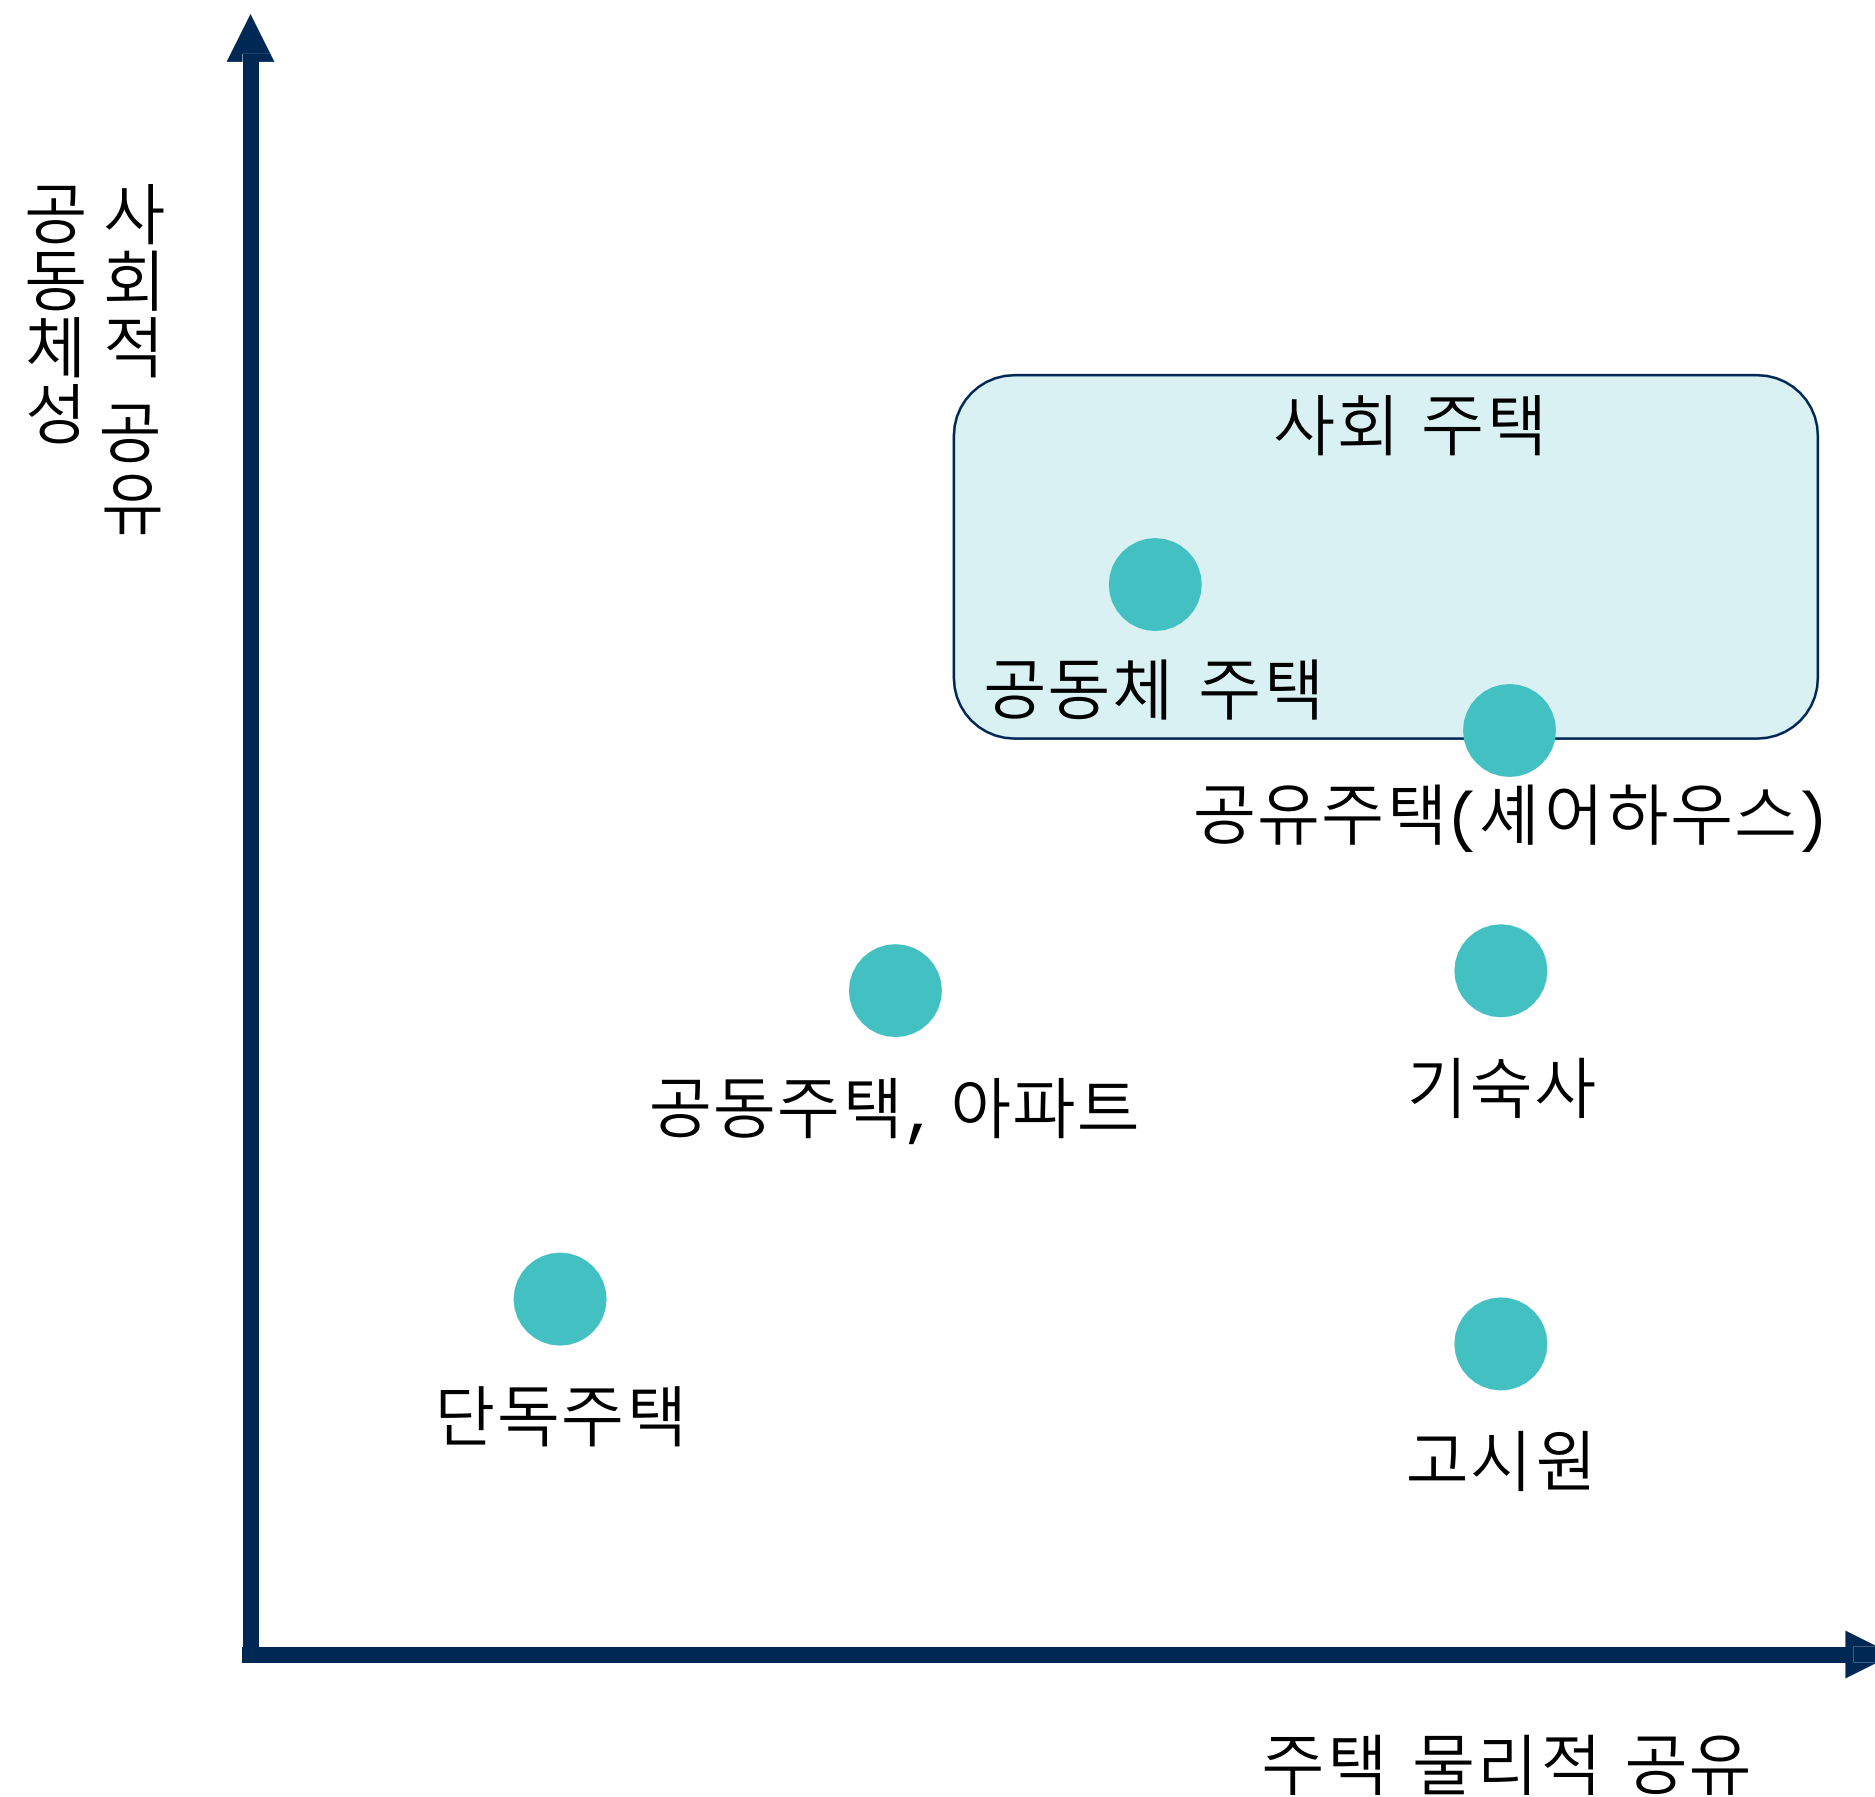 사회적 공유
공동체성
사회 주택
공동체 주택
공유주택(셰어하우스)
기숙사
공동주택, 아파트
단독주택
고시원
주택 물리적 공유